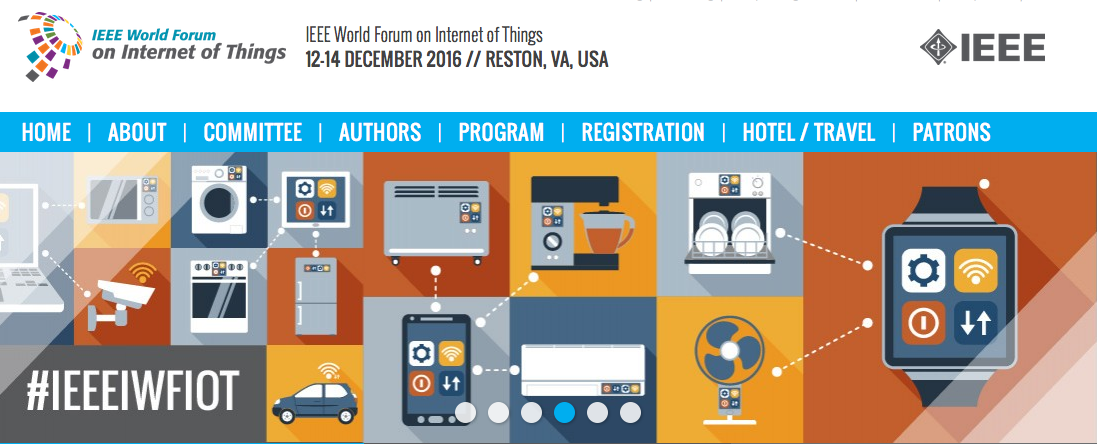 IEEE World Forum
on Internet of Things
IEEE World Forum on Internet of Things
12-14 DECEMBER 2016 // RESTON, VA, USA
IEEE
HOME | ABOUT | COMMITTEE | AUTHORS | PROGRAM | REGISTRATION | HOTEL / TRAVEL | PATRONS
#IEEEIWFIOT